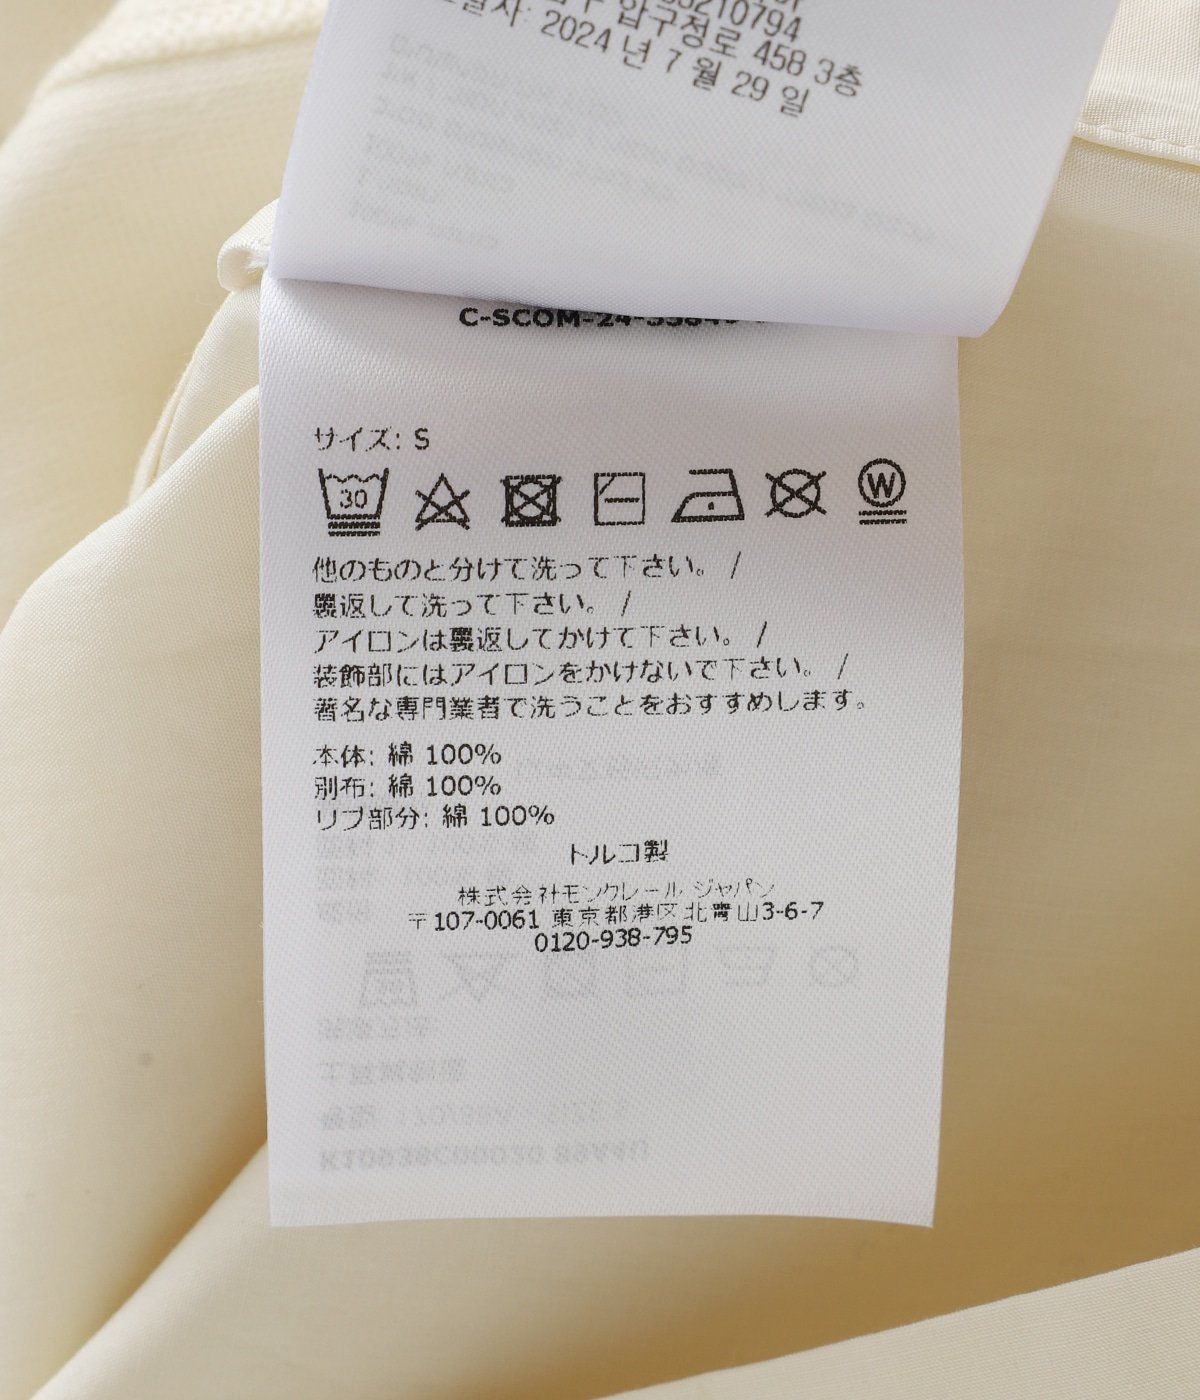 458 3층
2024 년 7 월 29 일
C-SCOM-24-
サイズ: S
30
W
他のものと分けて洗って下さい。 /
裏返して洗って下さい。 /
アイロンは裏返してかけて下さい。 /
装飾部にはアイロンをかけないで下さい。 /
著名な専門業者で洗うことをおすすめします。
本体: 綿 100%
別布: 綿 100%
リブ部分: 綿 100%
トルコ製
株式会社モンクレール ジャパン
〒107-0061 東京都港区北青山3-6-7
0120-938-795